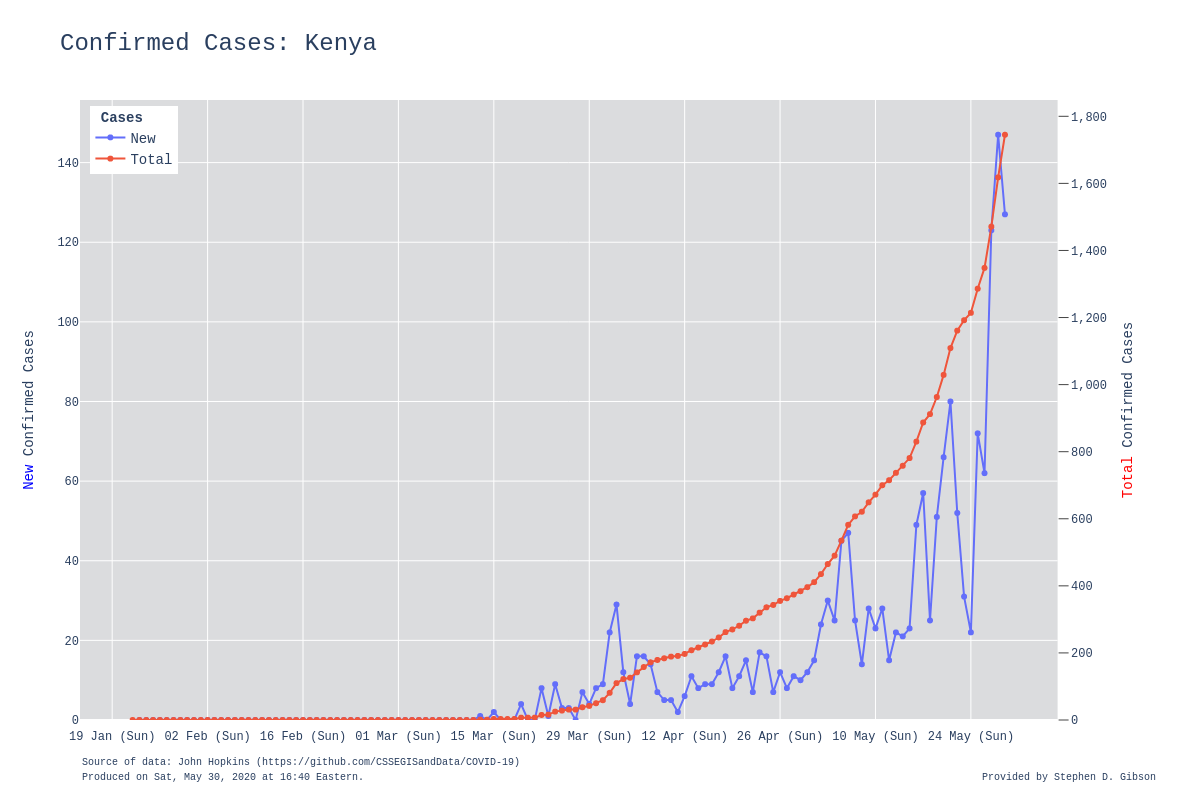 Confirmed Cases: Kenya
Cases
New
Total
140
120
100
80
60
40
20
0
New Confirmed Cases
1,800
1,600
1,400
1,200
1,000
800
600
400
200
0
Total Confirmed Cases
19 Jan (Sun) 02 Feb (Sun) 16 Feb (Sun) 01 Mar (Sun) 15 Mar (Sun) 29 Mar (Sun) 12 Apr (Sun) 26 Apr (Sun) 10 May (Sun) 24 May (Sun)
Source of data: John Hopkins (https://github.com/CSSEGISandData/COVID-19)
Produced on Sat, May 30, 2020 at 16:40 Eastern.
Provided by Stephen D. Gibson